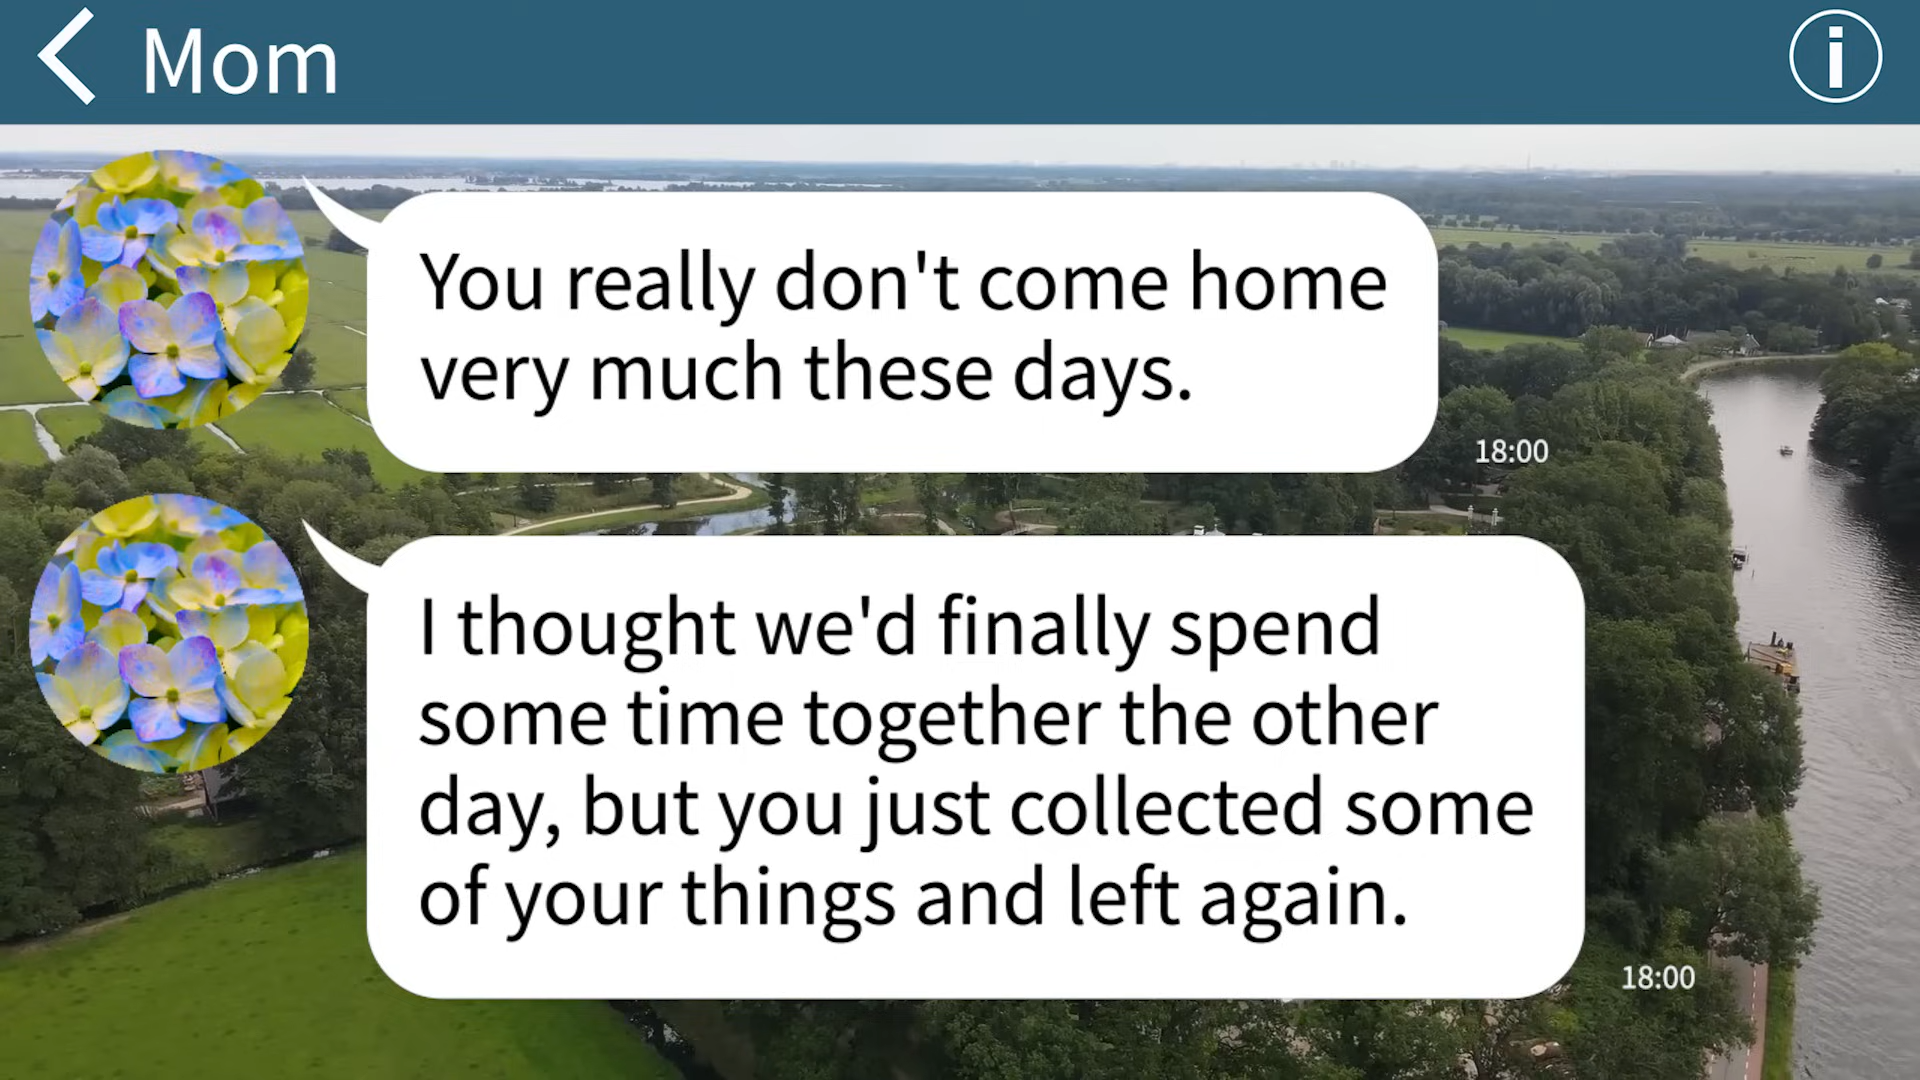 Mom
You really don't come home
very much these days.
18:00
I thought we'd finally spend
some time together the other
day, but you just collected some
of your things and left again.
18:00